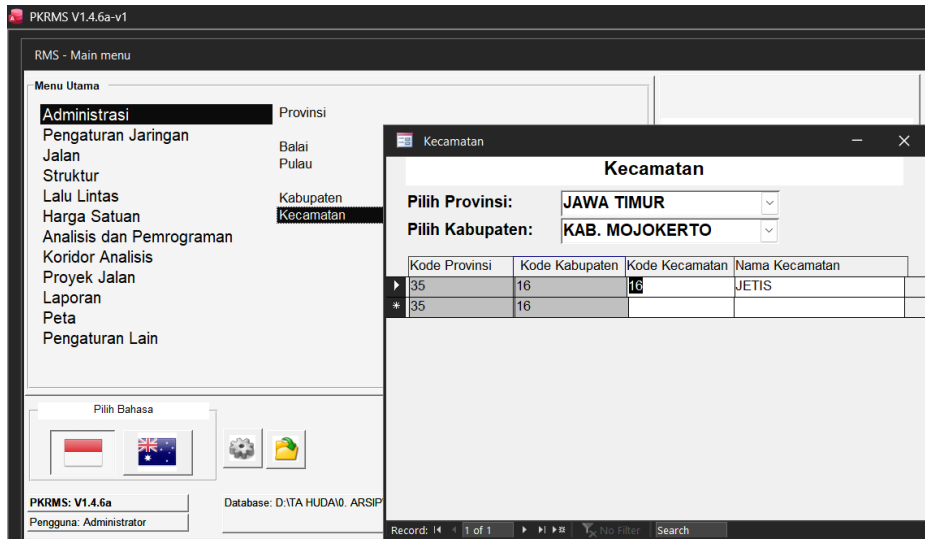 PKRMS V1.4.6a-v1
RMS - Main menu
Menu Utama
Administrasi
Pengaturan Jaringan
Jalan
Struktur
Lalu Lintas
Harga Satuan
Analisis dan Pemrograman
Koridor Analisis
Proyek Jalan
Laporan
Peta
Pengaturan Lain
Provinsi
Balai
Pulau
Kabupaten
Kecamatan
Pilih Bahasa
PKRMS: V1.4.6a
Pengguna: Administrator
Database: D:\TA HUDA\0. ARSIP\
Kecamatan
Kecamatan
Pilih Provinsi: JAWA TIMUR
Pilih Kabupaten: KAB. MOJOKERTO
Kode Provinsi Kode Kabupaten Kode Kecamatan Nama Kecamatan
35 16 16 JETIS
35 16
Record: 1 of 1 No Filter Search